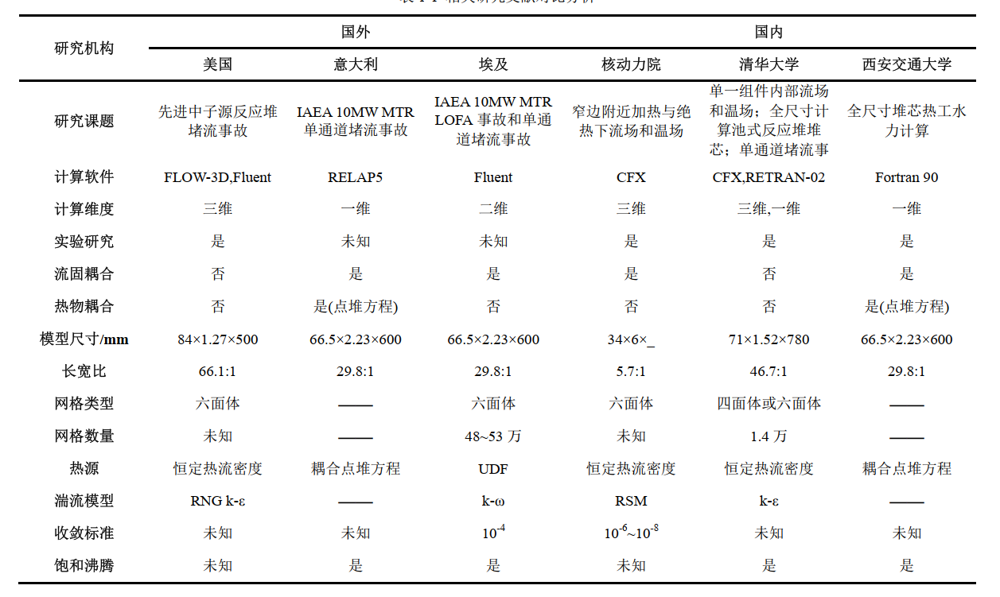 表1-1 相关研究文献对比分析
研究机构 国外 国内
美国 意大利 埃及 核动力院 清华大学 西安交通大学
研究课题 先进中子源反应堆堵流事故 IAEA 10MW MTR 单通道堵流事故 IAEA 10MW MTR LOFA 事故和单通道堵流事故 窄边附近加热与绝热下流场和温场 单一组件内部流场和温场；全尺寸计算池式反应堆堆芯；单通道堵流事 全尺寸堆芯热工水力计算
计算软件 FLOW-3D,Fluent RELAP5 Fluent CFX CFX,RETRAN-02 Fortran 90
计算维度 三维 一维 二维 三维 三维,一维 一维
实验研究 是 未知 未知 是 是 是
流固耦合 否 是 是 是 否 是
热物耦合 否 是(点堆方程) 否 否 否 是(点堆方程)
模型尺寸/mm 84×1.27×500 66.5×2.23×600 66.5×2.23×600 34×6×_ 71×1.52×780 66.5×2.23×600
长宽比 66.1:1 29.8:1 29.8:1 5.7:1 46.7:1 29.8:1
网格类型 六面体 —— 六面体 六面体 四面体或六面体 ——
网格数量 未知 —— 48~53 万 未知 1.4 万 ——
热源 恒定热流密度 耦合点堆方程 UDF 恒定热流密度 恒定热流密度 耦合点堆方程
湍流模型 RNG k-ε —— k-ω RSM k-ε ——
收敛标准 未知 未知 10-4 10-6~10-8 未知 未知
饱和沸腾 未知 是 是 未知 是 是